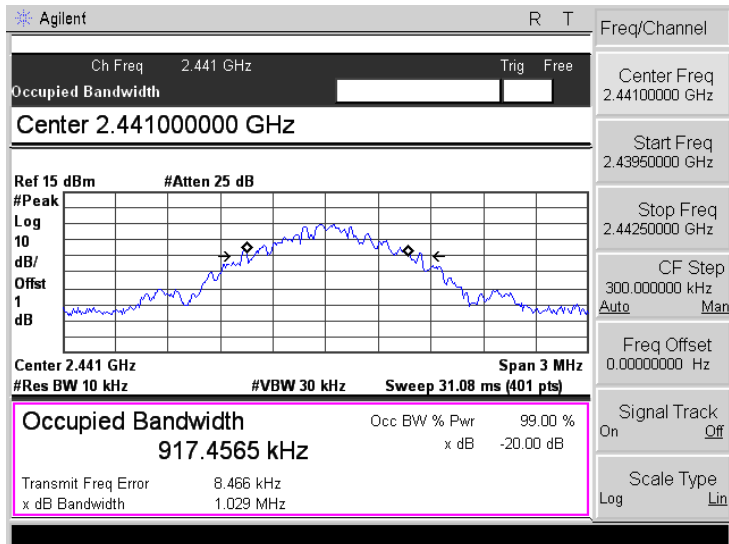 Agilent
R T
Freq/Channel
Ch Freq 2.441 GHz Trig Free
Occupied Bandwidth
Center Freq
2.44100000 GHz
Center 2.441000000 GHz
Start Freq
2.43950000 GHz
Ref 15 dBm #Atten 25 dB
#Peak
Log
10
dB/
Offst
1
dB
Stop Freq
2.44250000 GHz
CF Step
300.000000 kHz
Auto Man
Center 2.441 GHz Span 3 MHz
#Res BW 10 kHz #VBW 30 kHz Sweep 31.08 ms (401 pts)
Freq Offset
0.00000000 Hz
Occupied Bandwidth
917.4565 kHz
Occ BW % Pwr 99.00 %
x dB -20.00 dB
Signal Track
On Off
Transmit Freq Error 8.466 kHz
x dB Bandwidth 1.029 MHz
Scale Type
Log Lin